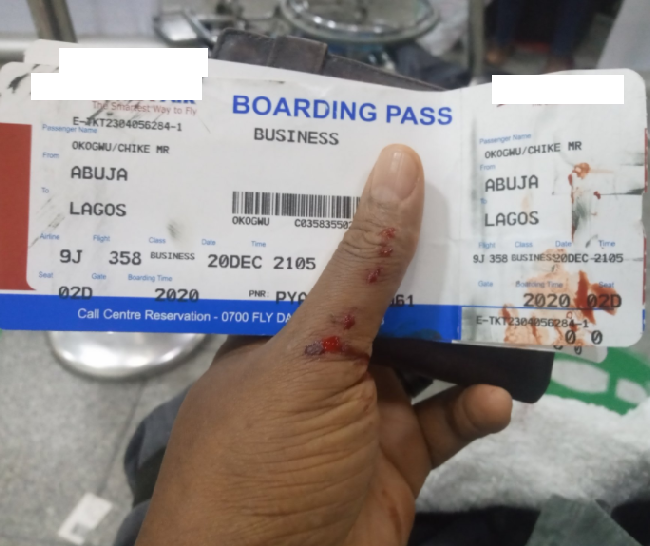 The Smartest Way to Fly
BOARDING PASS
E-TKT2304056284-1
BUSINESS
Passenger Name
OKOGWU/CHIKE MR
From
ABUJA
To
LAGOS
OKOGWU
Airline Flight Class Date Time
9J 358 BUSINESS 20DEC 2105
Seat Gate Boarding Time
02D 2020 PNR
Call Centre Reservation - 0700 FLY
Passenger Name
OKOGWU/CHIKE MR
From
ABUJA
To
LAGOS
Airline Flight Class Date Time
9J 358 BUSINESS 20DEC 2105
Seat Boarding Time
2020 02D
E-TKT2304056284-1